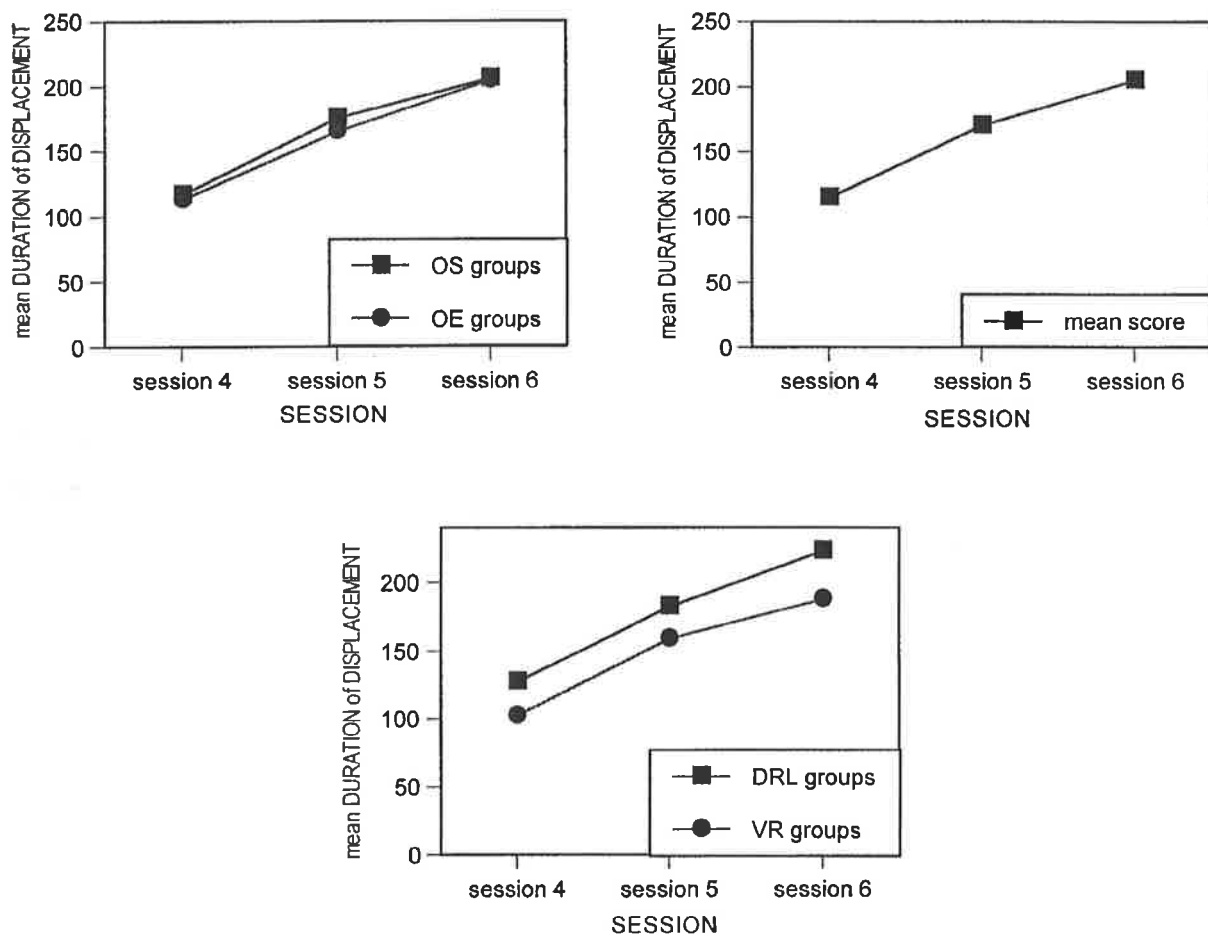 mean DURATION of DISPLACEMENT
250
200
150
100
50
0
OS groups
OE groups
session 4
session 5
session 6
SESSION
mean DURATION of DISPLACEMENT
250
200
150
100
50
0
mean score
session 4
session 5
session 6
SESSION
mean DURATION of DISPLACEMENT
200
150
100
50
0
DRL groups
VR groups
session 4
session 5
session 6
SESSION